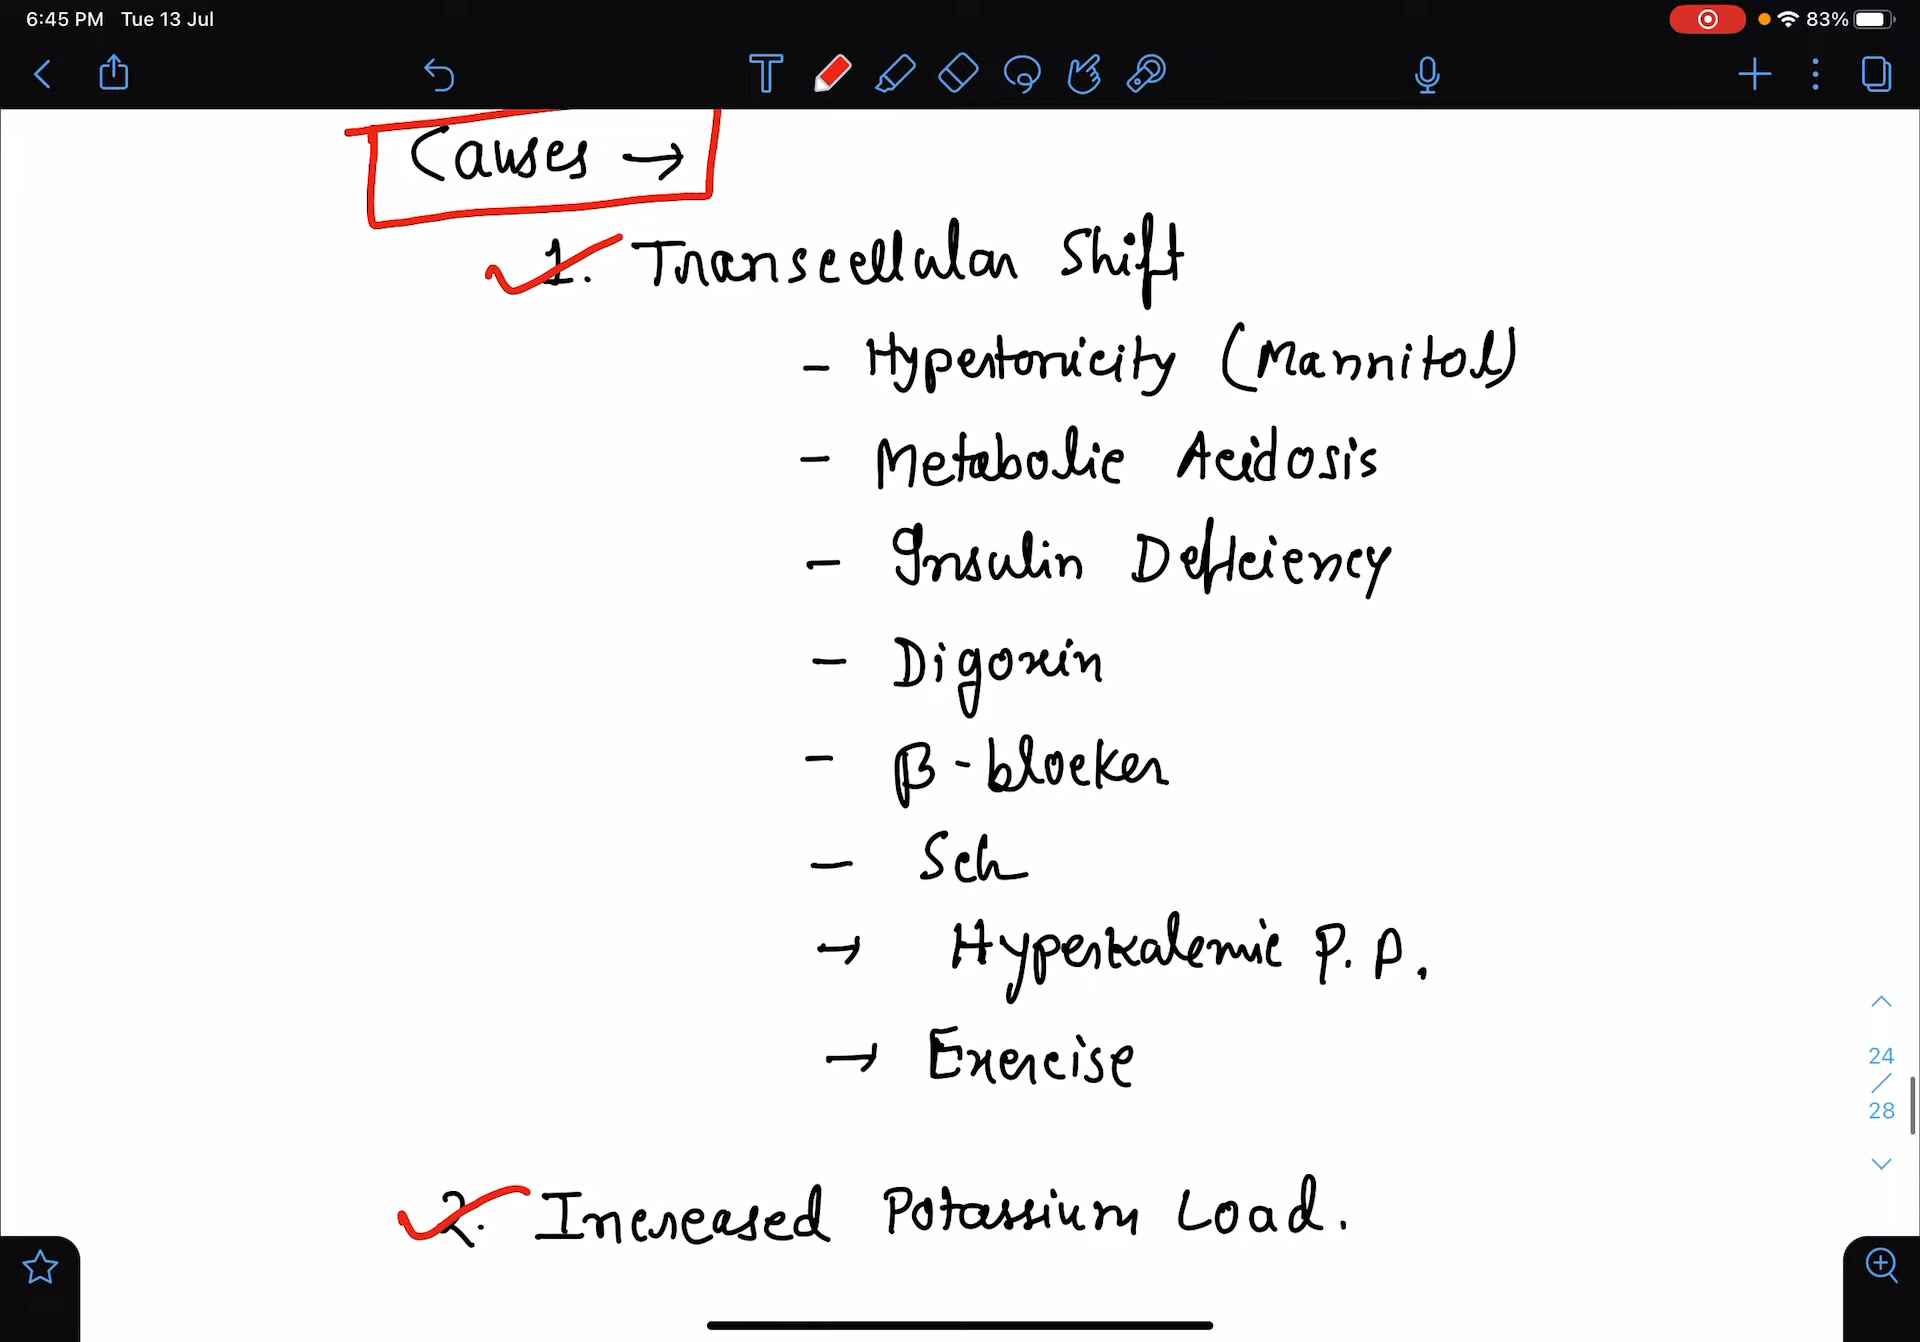 6:45 PM Tue 13 Jul 83%
Causes →
1. Transcellular Shift
- Hypertonicity (Mannitol)
- Metabolic Acidosis
- Insulin Deficiency
- Digoxin
- β-blocker
- Sch
→ Hyperkalemic P.P.
→ Exercise
24
/
28
2. Increased Potassium Load.